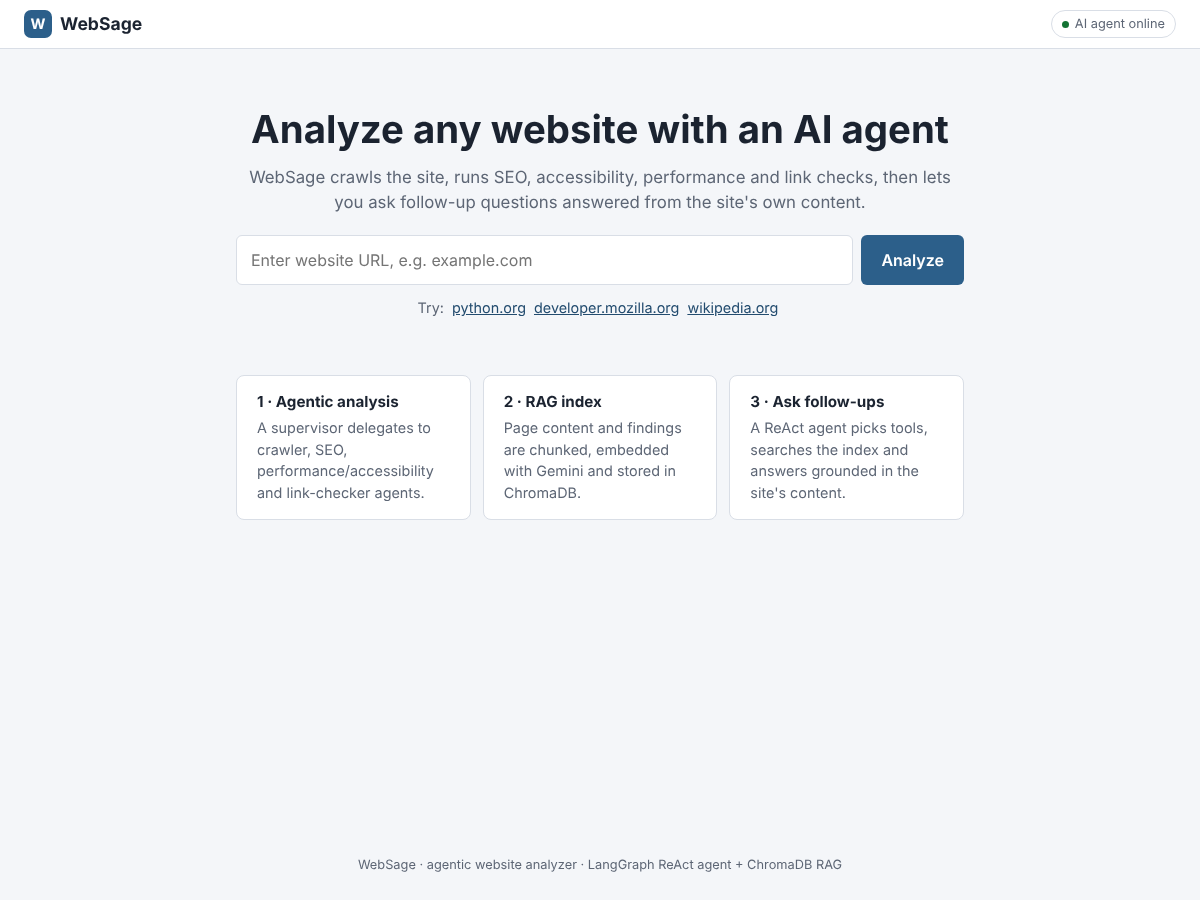 W WebSage
AI agent online
Analyze any website with an AI agent
WebSage crawls the site, runs SEO, accessibility, performance and link checks, then lets
you ask follow-up questions answered from the site's own content.
Enter website URL, e.g. example.com
Analyze
Try: python.org developer.mozilla.org wikipedia.org
1 · Agentic analysis
A supervisor delegates to
crawler, SEO,
performance/accessibility
and link-checker agents.
2 · RAG index
Page content and findings
are chunked, embedded
with Gemini and stored in
ChromaDB.
3 · Ask follow-ups
A ReAct agent picks tools,
searches the index and
answers grounded in the
site's content.
WebSage · agentic website analyzer · LangGraph ReAct agent + ChromaDB RAG